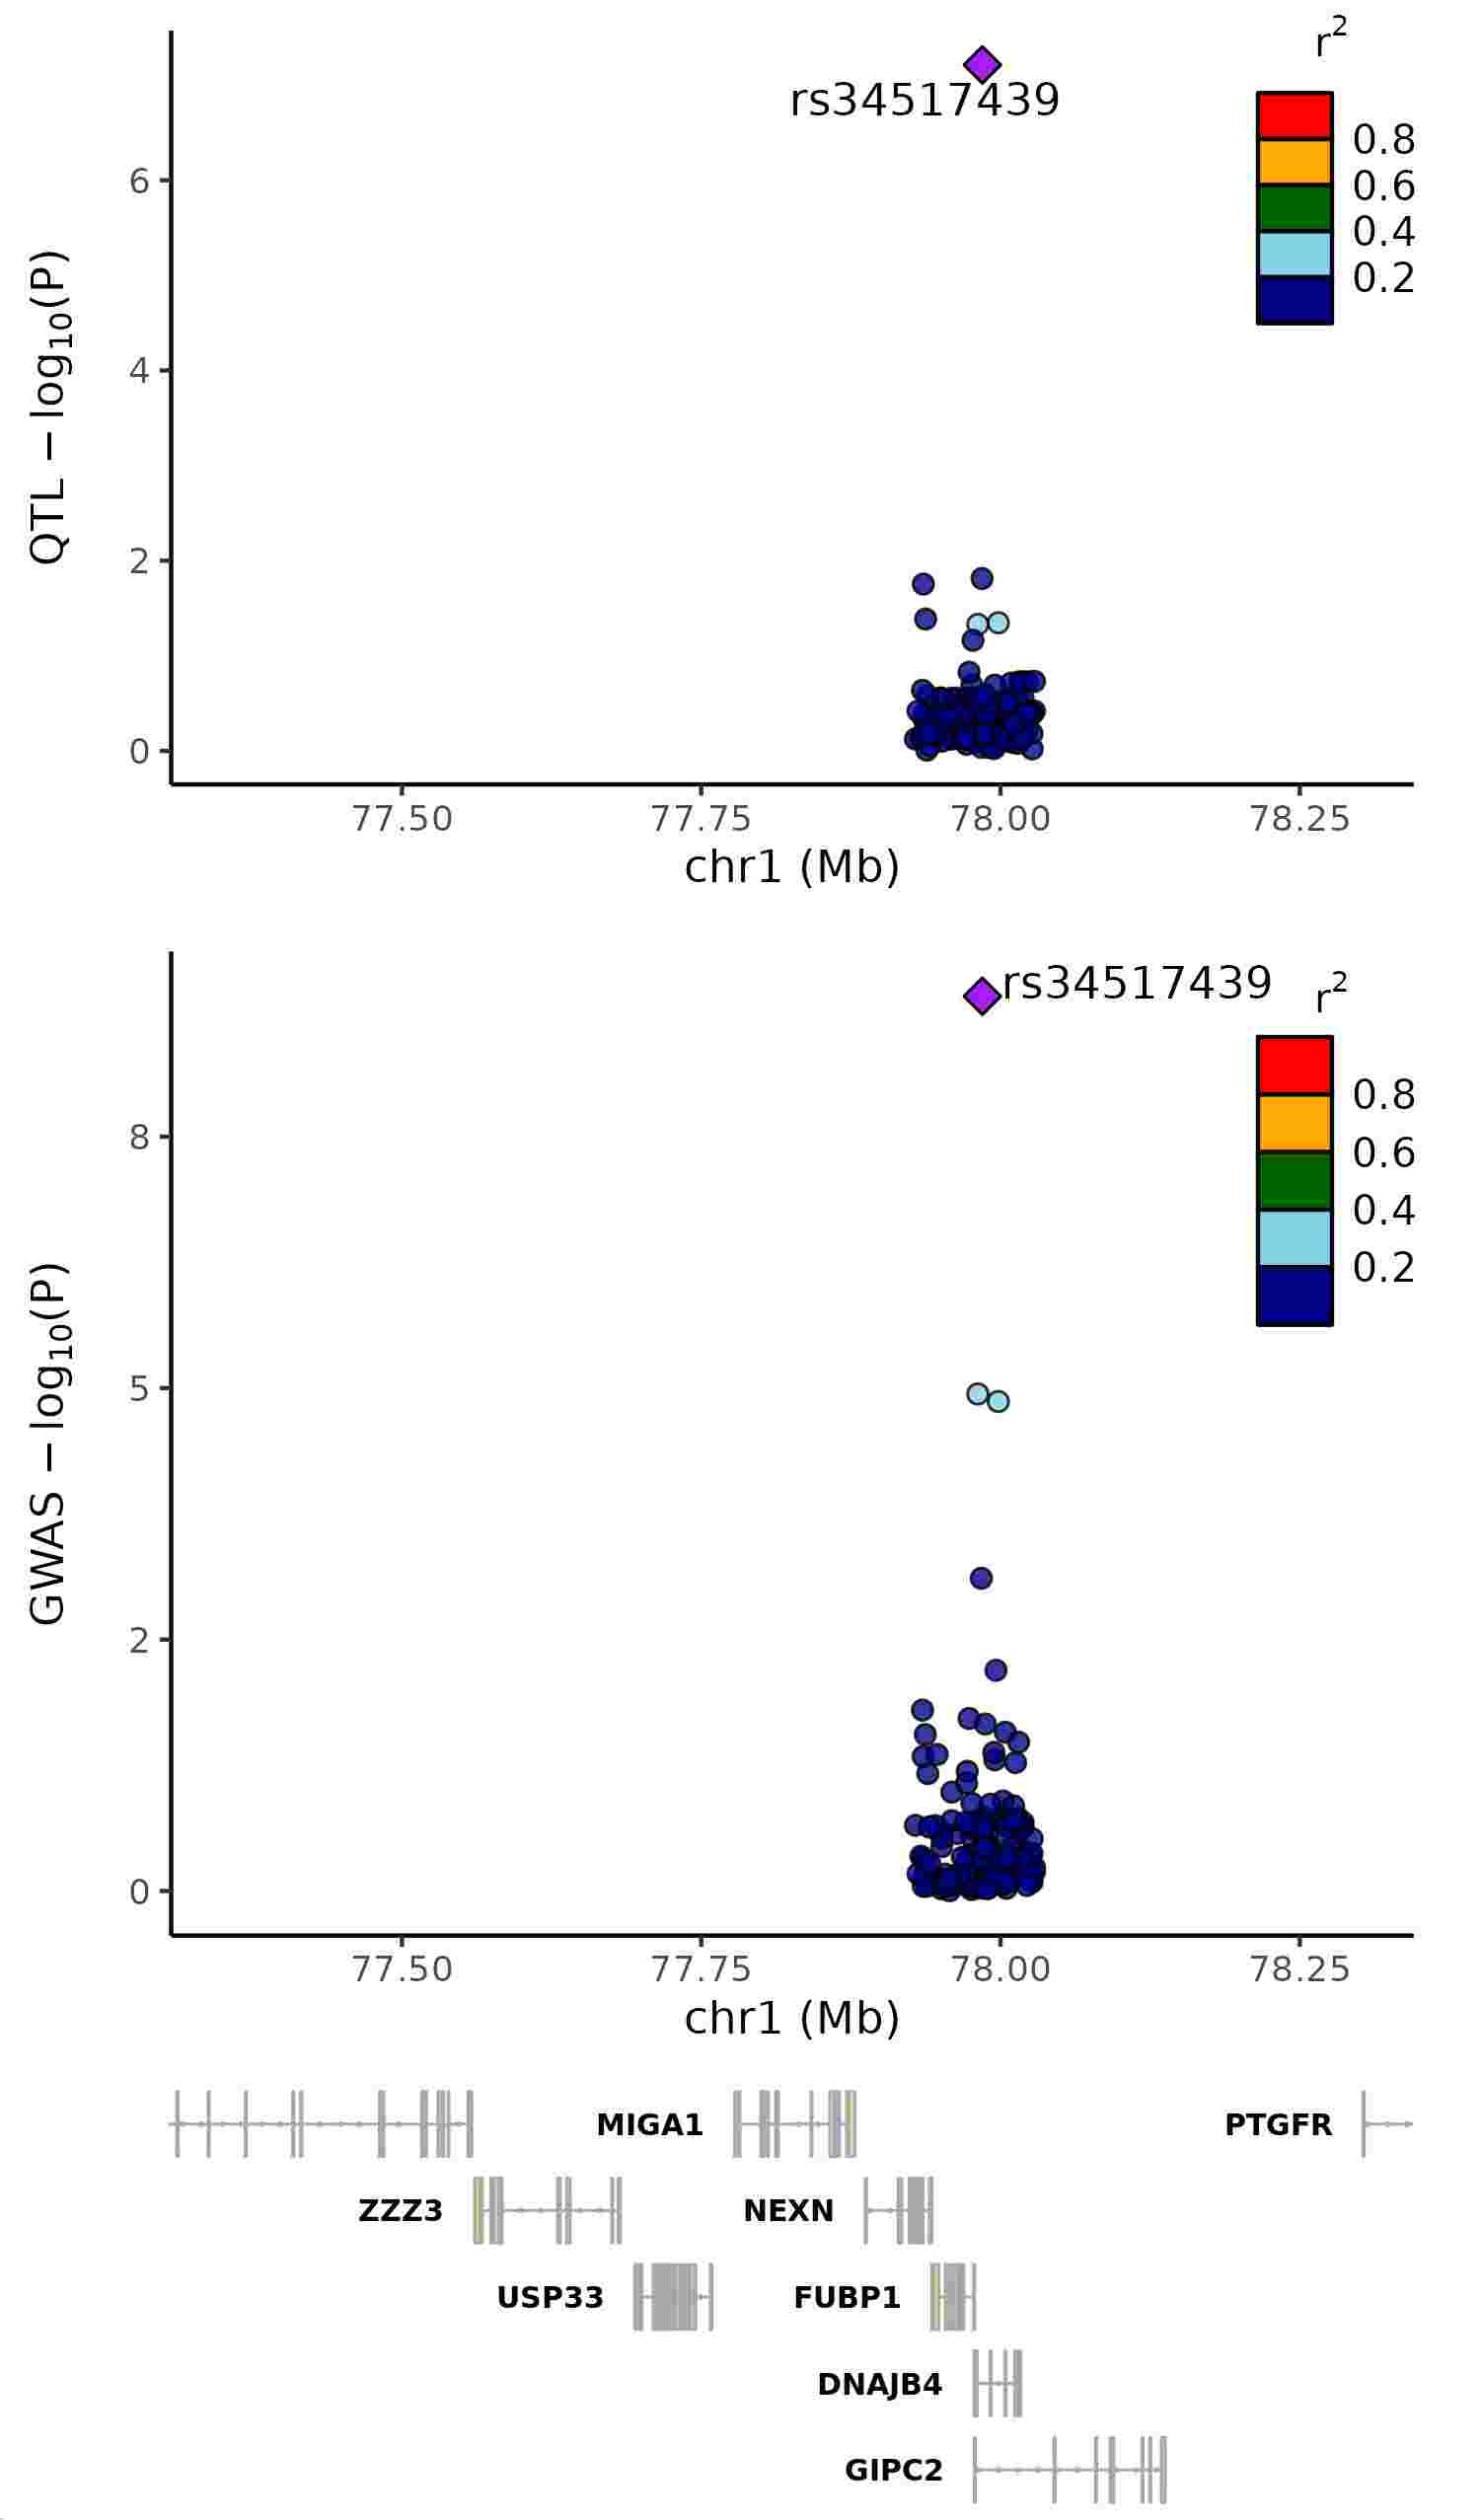 r²
rs34517439
0.8
0.6
0.4
0.2
6
4
2
0
QTL −log₁₀(P)
77.50 77.75 78.00 78.25
chr1 (Mb)
rs34517439 r²
0.8
0.6
0.4
0.2
8
5
2
0
GWAS −log₁₀(P)
77.50 77.75 78.00 78.25
chr1 (Mb)
MIGA1 PTGFR
ZZZ3 NEXN
USP33 FUBP1
DNAJB4
GIPC2